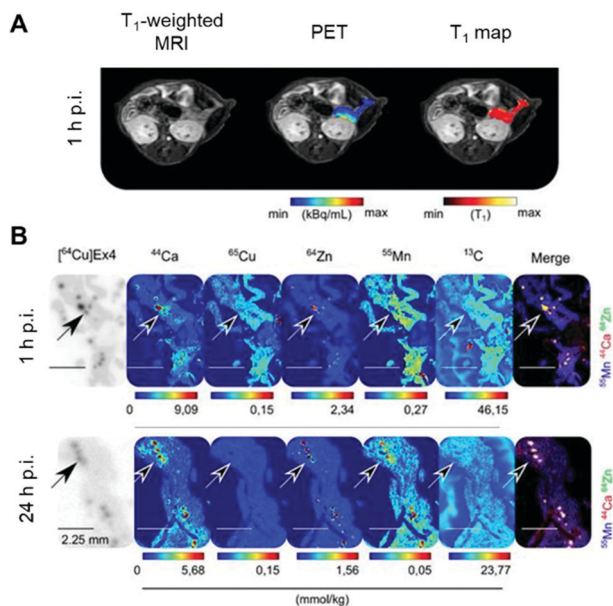 A
T₁-weighted MRI
PET
T₁ map
1 h p.i.
min (kBq/mL) max
min (T₁) max
B
[⁶⁴Cu]Ex4
⁴⁴Ca
⁶⁵Cu
⁶⁴Zn
⁵⁵Mn
¹³C
Merge
1 h p.i.
⁵⁵Mn ⁴⁴Ca ⁶⁴Zn
0 9,09
0,15
2,34
0,27
46,15
24 h p.i.
2.25 mm
⁵⁵Mn ⁴⁴Ca ⁶⁴Zn
0 5,68
0,15
1,56
0,05
23,77
(mmol/kg)